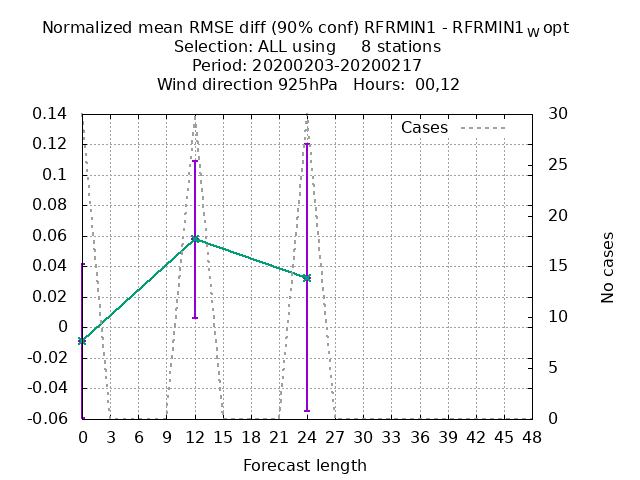 Normalized mean RMSE diff (90% conf) RFRMIN1 - RFRMIN1W opt
Selection: ALL using 8 stations
Period: 20200203-20200217
Wind direction 925hPa Hours: 00,12
Cases
0.14
0.12
0.1
0.08
0.06
0.04
0.02
0
-0.02
-0.04
-0.06
30
25
20
15
10
5
0
No cases
0 3 6 9 12 15 18 21 24 27 30 33 36 39 42 45 48
Forecast length